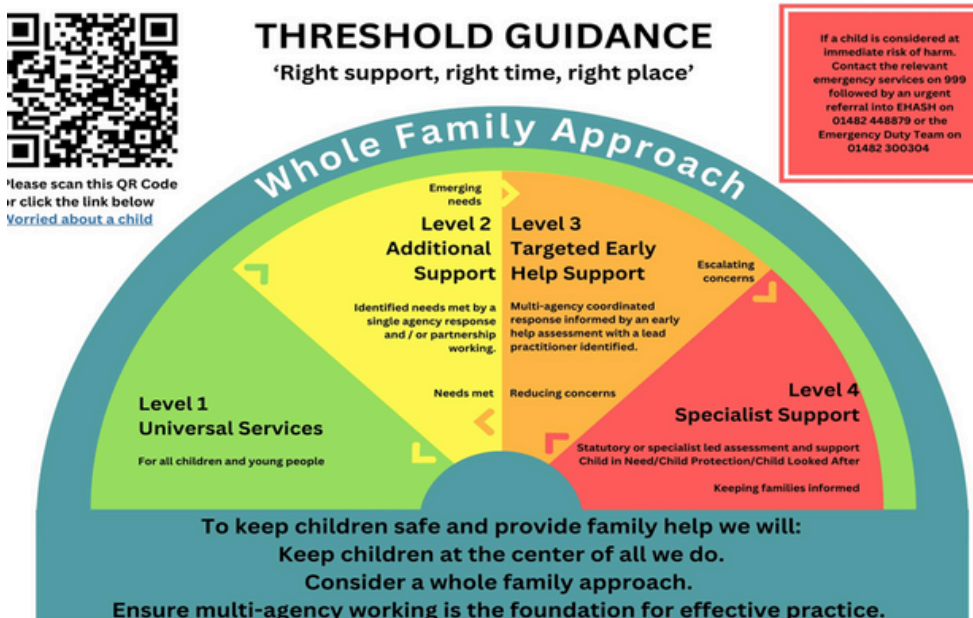 THRESHOLD GUIDANCE
'Right support, right time, right place'
If a child is considered at
immediate risk of harm.
Contact the relevant
emergency services on 999
followed by an urgent
referral into EHASH on
01482 448879 or the
Emergency Duty Team on
01482 300304
Please scan this QR Code
or click the link below
Worried about a child
Whole Family Approach
Emerging
needs
Level 2
Additional
Support
Identified needs met by a
single agency response
and / or partnership
working.
Needs met
Level 3
Targeted Early
Help Support
Multi-agency coordinated
response informed by an early
help assessment with a lead
practitioner identified.
Reducing concerns
Escalating
concerns
Level 1
Universal Services
For all children and young people
Level 4
Specialist Support
Statutory or specialist led assessment and support
Child in Need/Child Protection/Child Looked After
Keeping families informed
To keep children safe and provide family help we will:
Keep children at the center of all we do.
Consider a whole family approach.
Ensure multi-agency working is the foundation for effective practice.